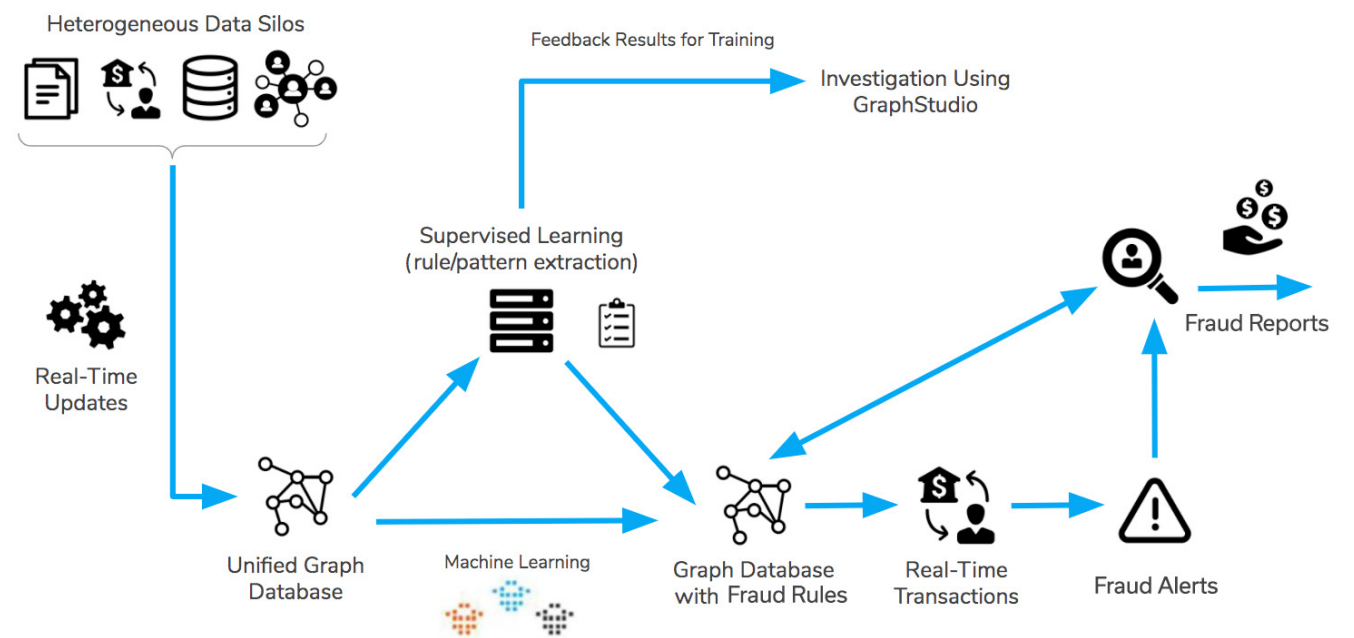 Heterogeneous Data Silos
Feedback Results for Training
Investigation Using
GraphStudio
Supervised Learning
(rule/pattern extraction)
Real-Time
Updates
Fraud Reports
Unified Graph
Database
Machine Learning
Graph Database
with Fraud Rules
Real-Time
Transactions
Fraud Alerts